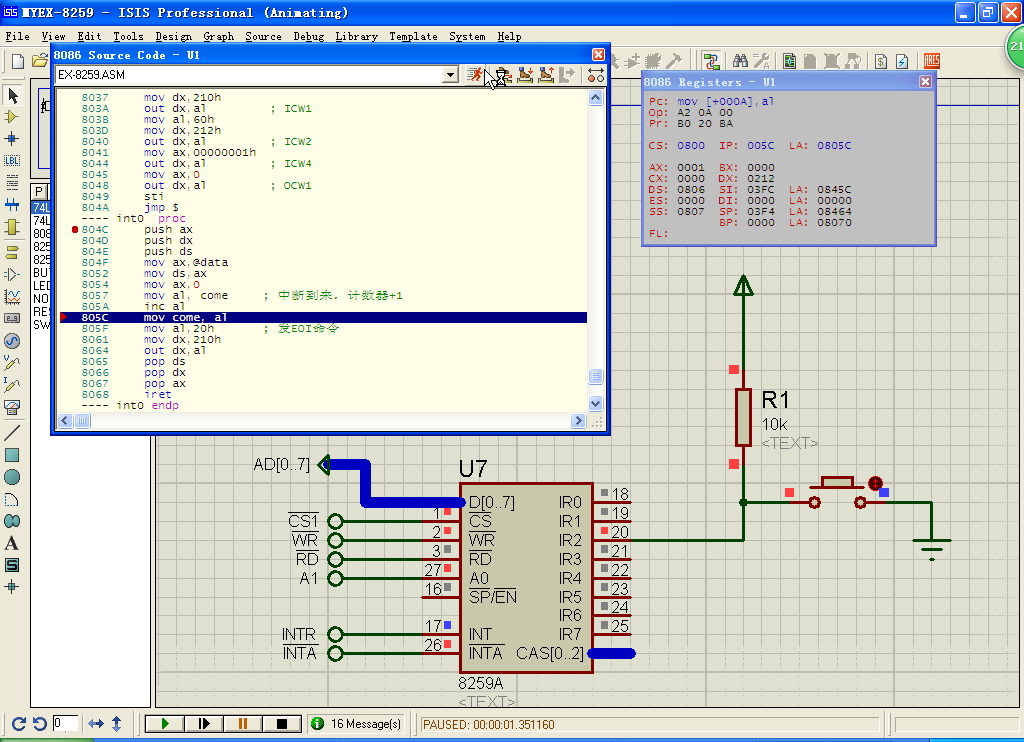 MYEX-8259 - ISIS Professional (Animating)
File View Edit Tools Design Graph Source Debug Library Template System Help
21
8086 Source Code - U1
EX-8259.ASM
8037 mov dx,210h
803A out dx,al ; ICW1
803B mov al,60h
803D mov dx,212h
8040 out dx,al ; ICW2
8041 mov ax,00000001h
8044 out dx,al ; ICW4
8045 mov ax,0
8048 out dx,al ; OCW1
8049 sti
804A jmp $
---- int0 proc
804C push ax
804D push dx
804E push ds
804F mov ax,@data
8052 mov ds,ax
8054 mov ax,0
8057 mov al, come ; 中断到来，计数器+1
805A inc al
805C mov come, al
805F mov al,20h ; 发EOI命令
8061 mov dx,210h
8064 out dx,al
8065 pop ds
8066 pop dx
8067 pop ax
8068 iret
---- int0 endp
ARES
8086 Registers - U1
Pc: mov [+000A],al
Op: A2 0A 00
Pr: B0 20 BA
CS: 0800 IP: 005C LA: 0805C
AX: 0001 BX: 0000
CX: 0000 DX: 0212
DS: 0806 SI: 03FC LA: 0845C
ES: 0000 DI: 0000 LA: 00000
SS: 0807 SP: 03F4 LA: 08464
BP: 0000 LA: 08070
FL:
LBL
P
74L
74L
808
825
825
BUT
LED
NO
RES
SW
A
S
R1
10k
<TEXT>
AD[0..7]
U7
D[0..7]
CS1
1
CS
WR
2
WR
RD
3
RD
A1
27
A0
16
SP/EN
INTR
17
INT
INTA
26
INTA
IR0
18
IR1
19
IR2
20
IR3
21
IR4
22
IR5
23
IR6
24
IR7
25
CAS[0..2]
8259A
<TEXT>
0
16 Message(s)
PAUSED: 00:00:01.351160